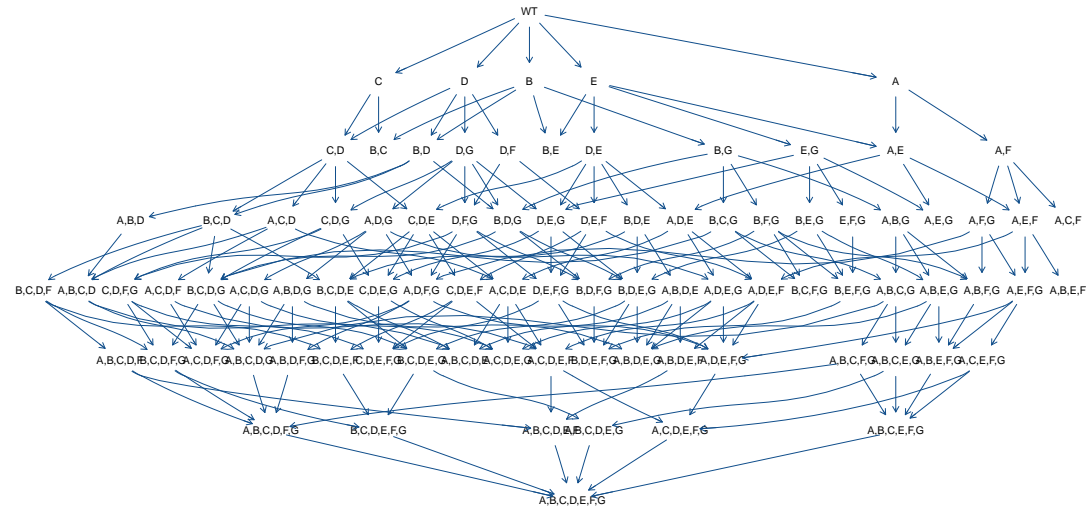 WT
C D B E A
C,D B,C B,D D,G D,F B,E D,E B,G E,G A,E A,F
A,B,D B,C,D A,C,D C,D,G A,D,G C,D,E D,F,G B,D,G D,E,G D,E,F B,D,E A,D,E B,C,G B,F,G B,E,G E,F,G A,B,G A,E,G A,F,G A,E,F A,C,F
B,C,D,F A,B,C,D C,D,F,G A,C,D,F B,C,D,G A,C,D,G A,B,D,G B,C,D,E C,D,E,G A,D,F,G C,D,E,F A,C,D,E D,E,F,G B,D,F,G B,D,E,G A,B,D,E A,D,E,G A,D,E,F B,C,F,G B,E,F,G A,B,C,G A,B,E,G A,B,F,G A,E,F,G A,B,E,F
A,B,C,D,F B,C,D,F,G A,C,D,F,G A,B,C,D,G A,B,D,F,G B,C,D,E,F C,D,E,F,G B,C,D,E,G A,B,C,D,E A,C,D,E,G A,C,D,E,F B,D,E,F,G A,B,D,E,G A,B,D,E,F A,D,E,F,G A,B,C,F,G A,B,C,E,G A,B,E,F,G A,C,E,F,G
A,B,C,D,F,G B,C,D,E,F,G A,B,C,D,E,F A,B,C,D,E,G A,C,D,E,F,G A,B,C,E,F,G
A,B,C,D,E,F,G